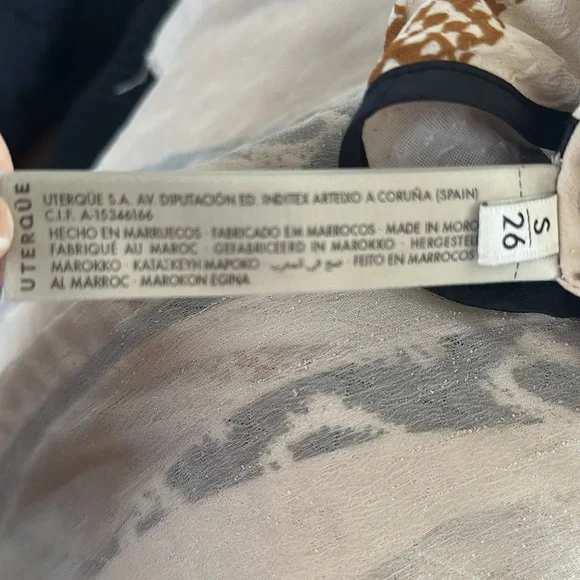 UTERQÜE
UTERQÜE S.A. AV. DIPUTACIÓN ED. INDITEX ARTEIXO A CORUÑA (SPAIN)
C.I.F. A-15346166
HECHO EN MARRUECOS · FABRICADO EM MARROCOS · MADE IN MORO
FABRIQUÉ AU MAROC · GEFABRICEERD IN MAROKKO · HERGESTEL
MAROKKO · ΚΑΤΑΣΚΕΥΗ ΜΑΡΟΚΟ · صنع في المغرب · FEITO EN MARROCOS
AL MARROC · MAROKON EGINA
S
26